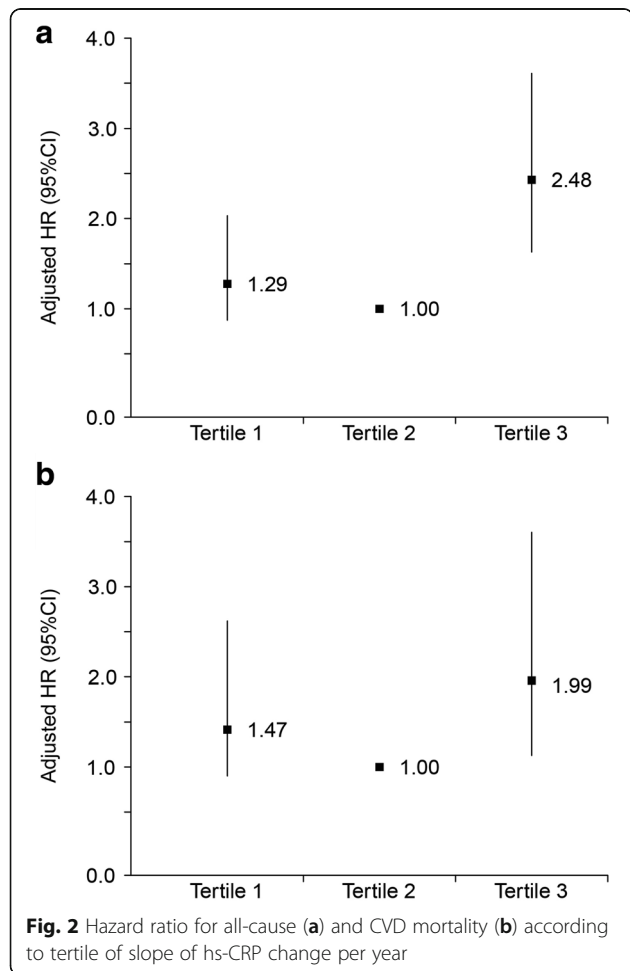 a
4.0
3.0
2.0
1.0
0.0
Adjusted HR (95%CI)
1.29
1.00
2.48
Tertile 1 Tertile 2 Tertile 3
b
4.0
3.0
2.0
1.0
0.0
Adjusted HR (95%CI)
1.47
1.00
1.99
Tertile 1 Tertile 2 Tertile 3
Fig. 2 Hazard ratio for all-cause (a) and CVD mortality (b) according
to tertile of slope of hs-CRP change per year